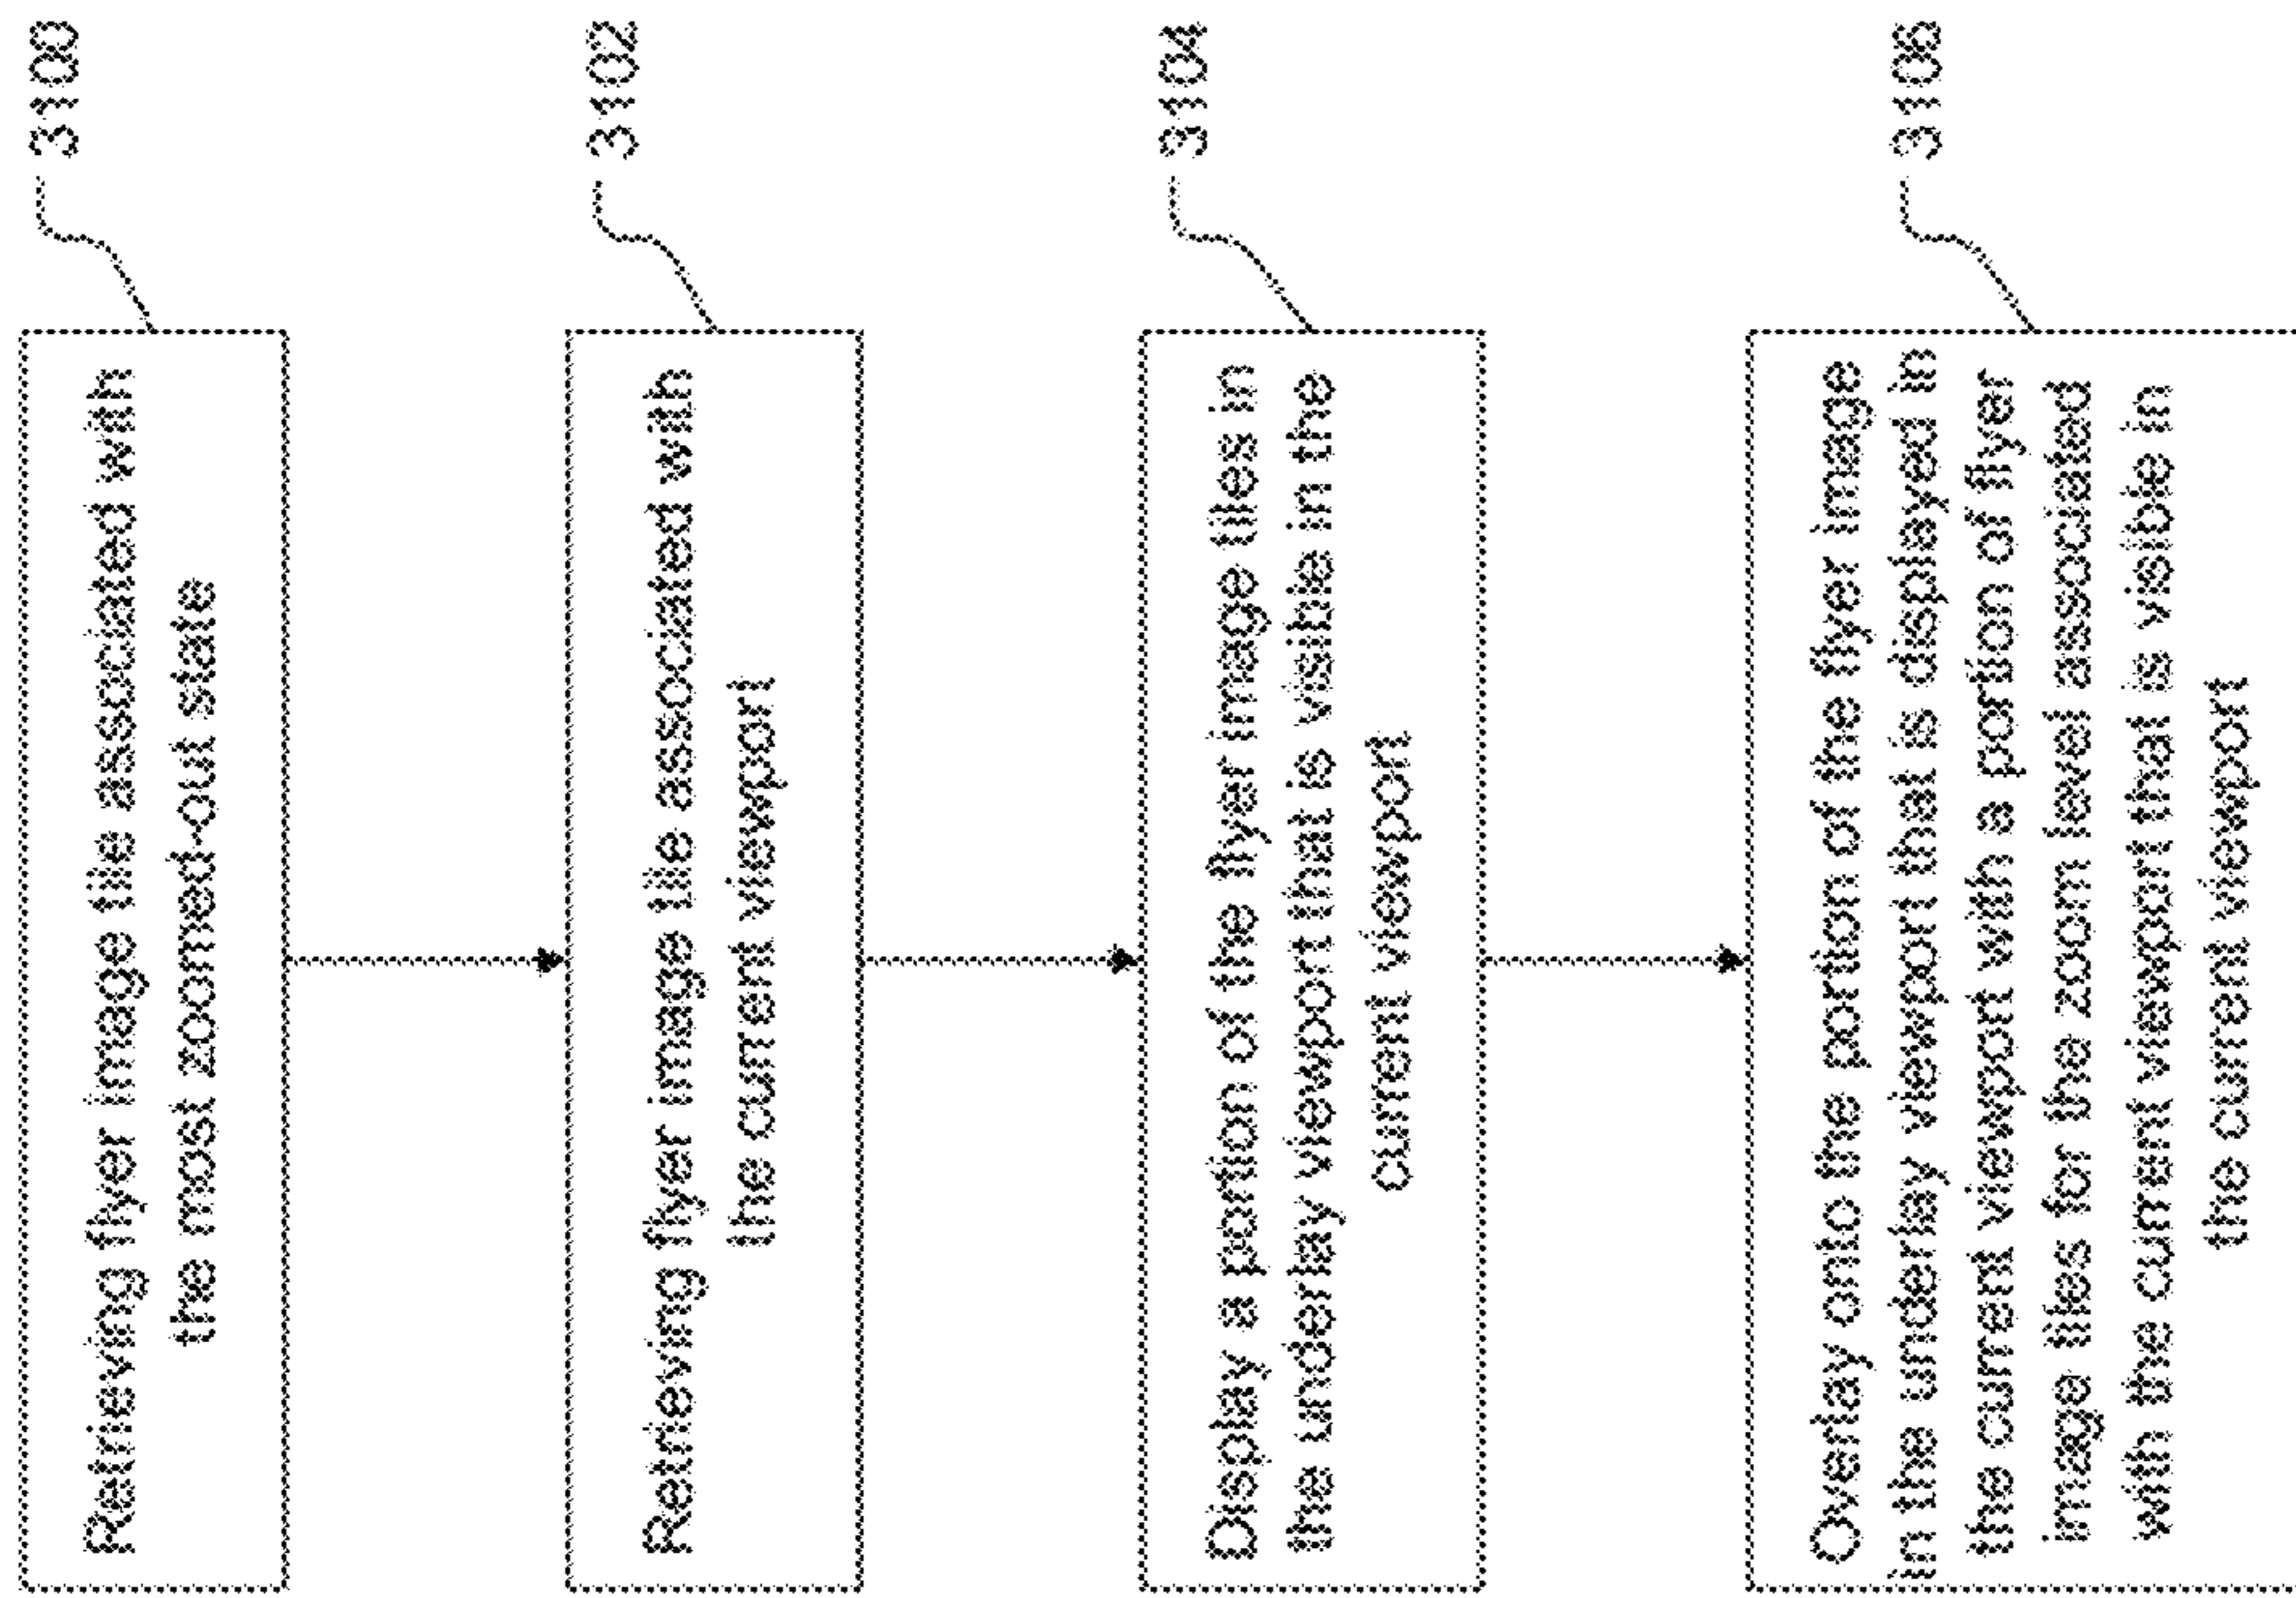 Retrieving flyer image tile associated with
the most zoomed-out state
3100
Retrieving flyer image tile associated with
the current viewport
3102
Display a portion of the flyer image tiles in
the underlay viewport that is visible in the
current viewport
3104
Overlay onto the portion of the flyer image
in the underlay viewport that is displayed in
the current viewport with a portion of flyer
image tiles for the zoom level associated
with the current viewport that is visible in
the current viewport
3106